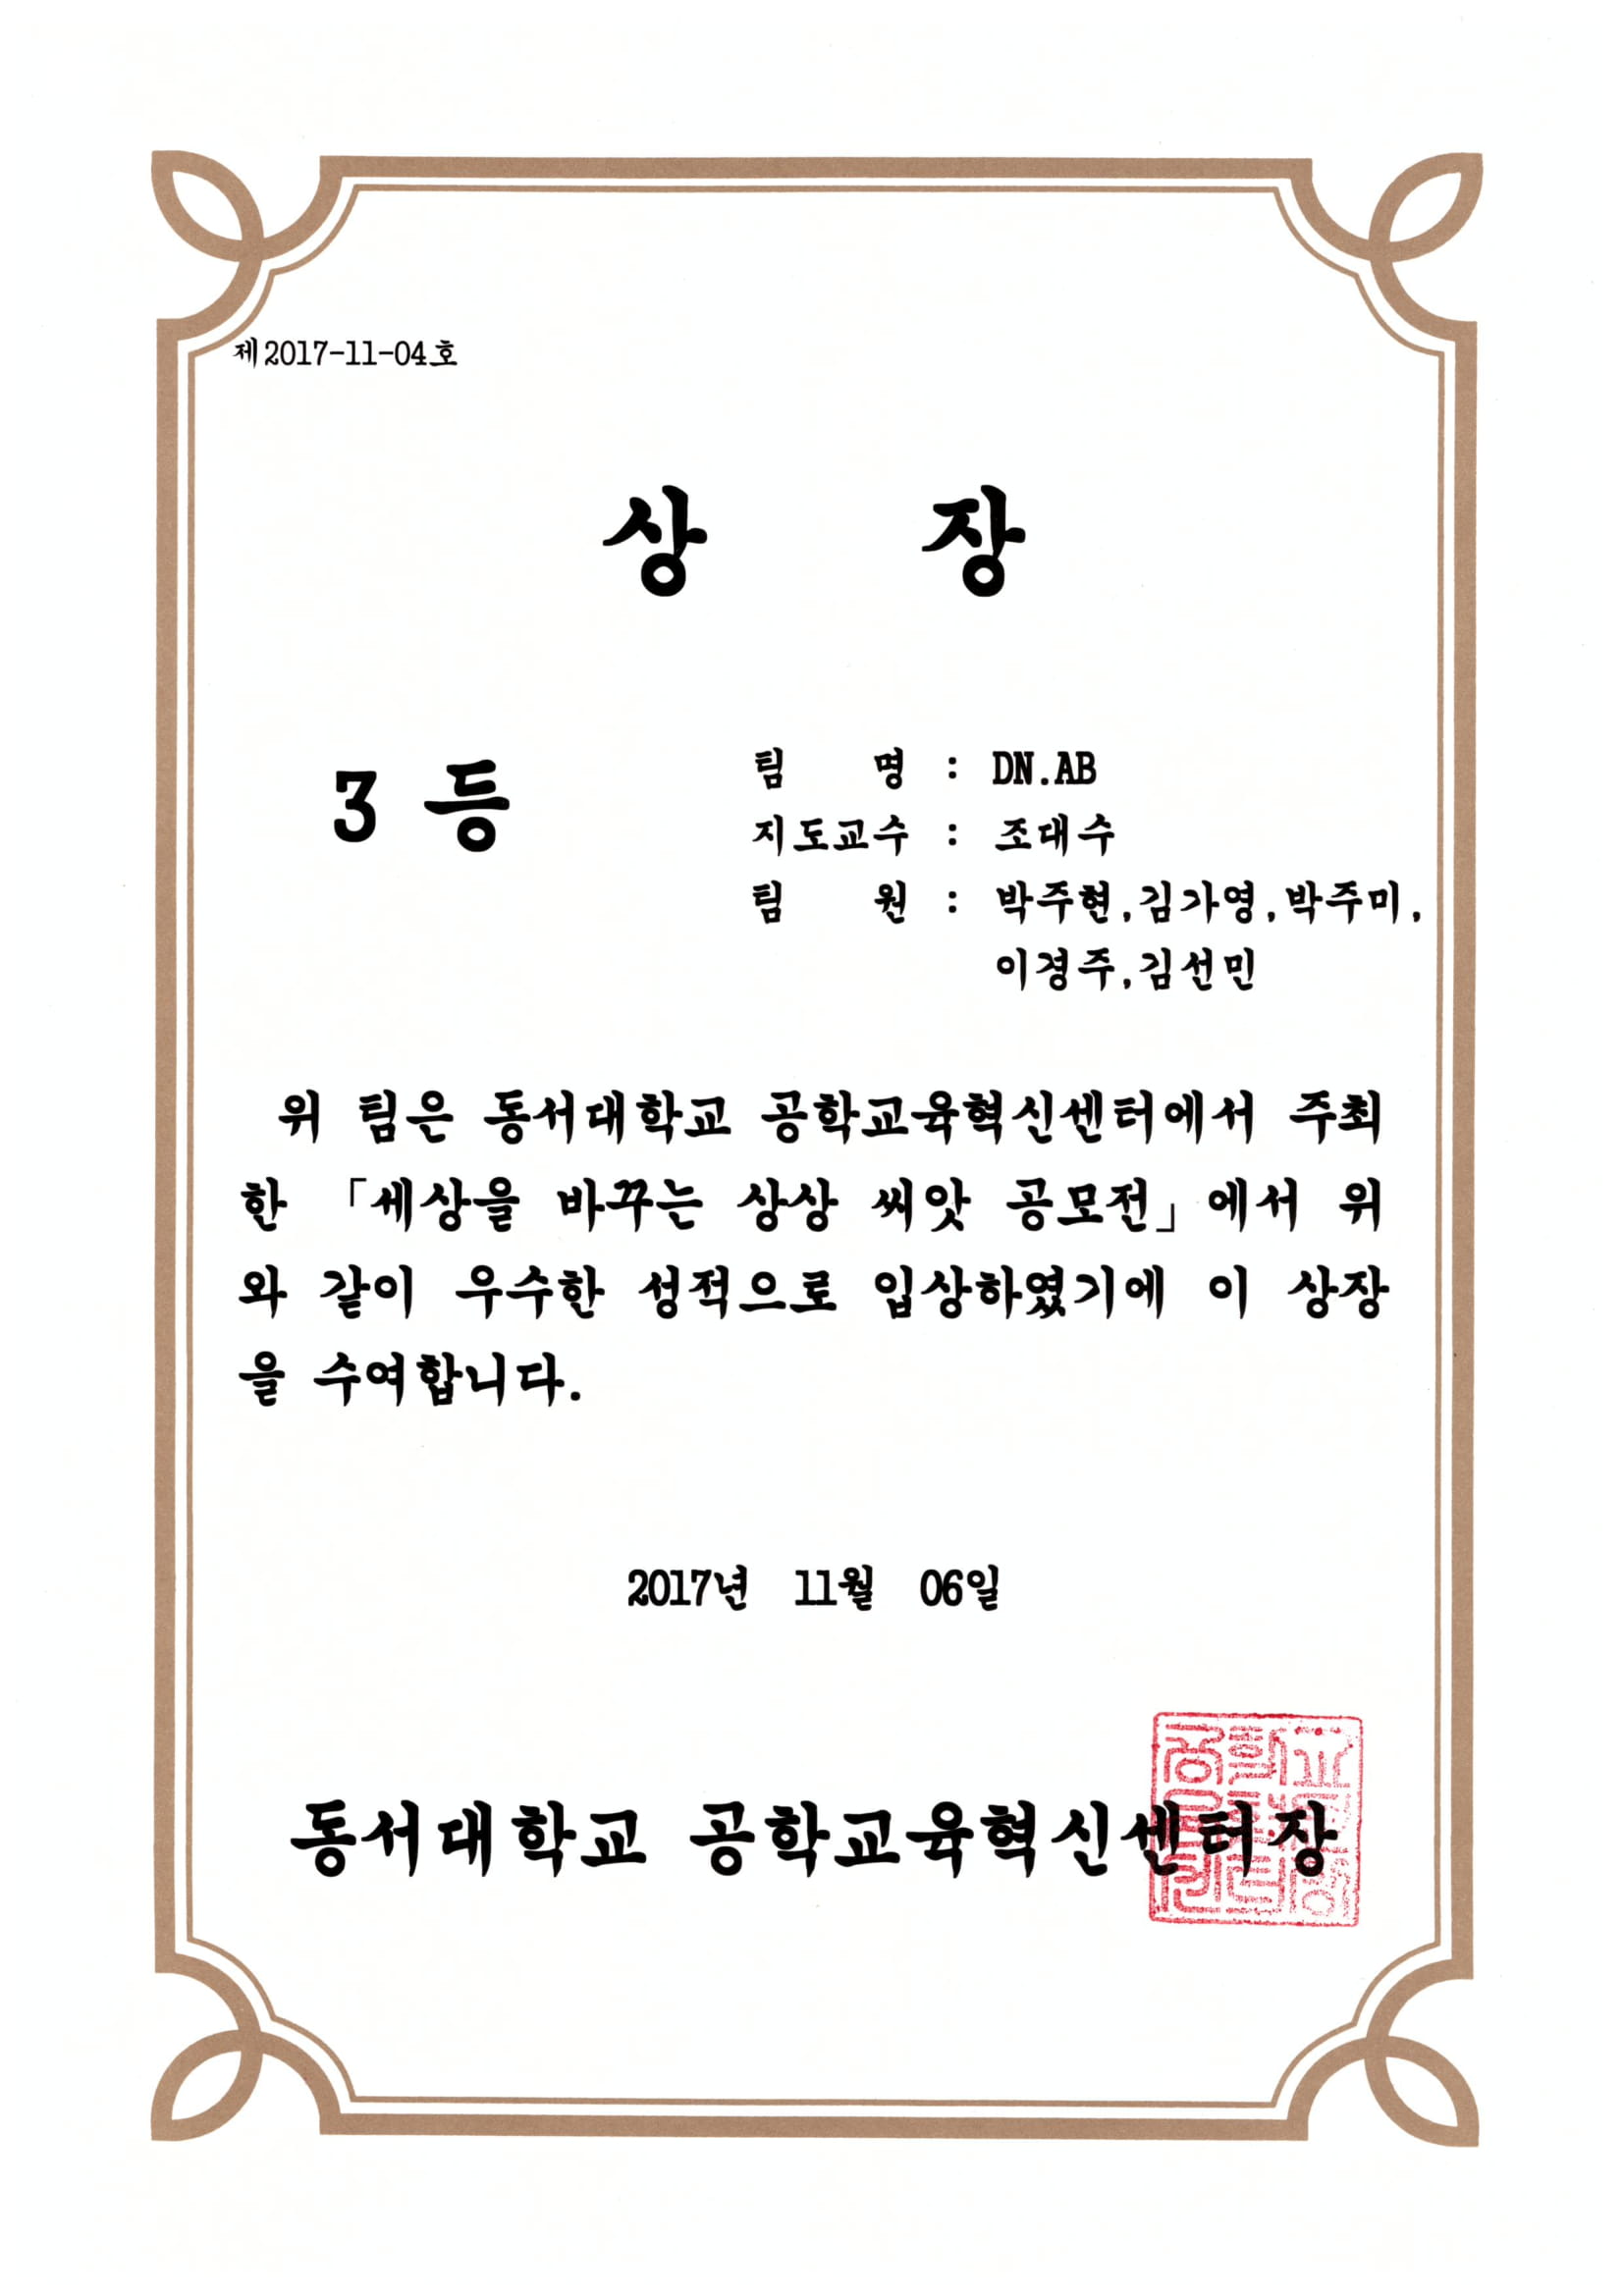 제2017-11-04호
상 장
3 등
팀 명 : DN.AB
지도교수 : 조대수
팀 원 : 박주현,김가영,박주미,
이경주,김선민
위 팀은 동서대학교 공학교육혁신센터에서 주최
한 「세상을 바꾸는 상상 씨앗 공모전」에서 위
와 같이 우수한 성적으로 입상하였기에 이 상장
을 수여합니다.
2017년 11월 06일
동서대학교 공학교육혁신센터장